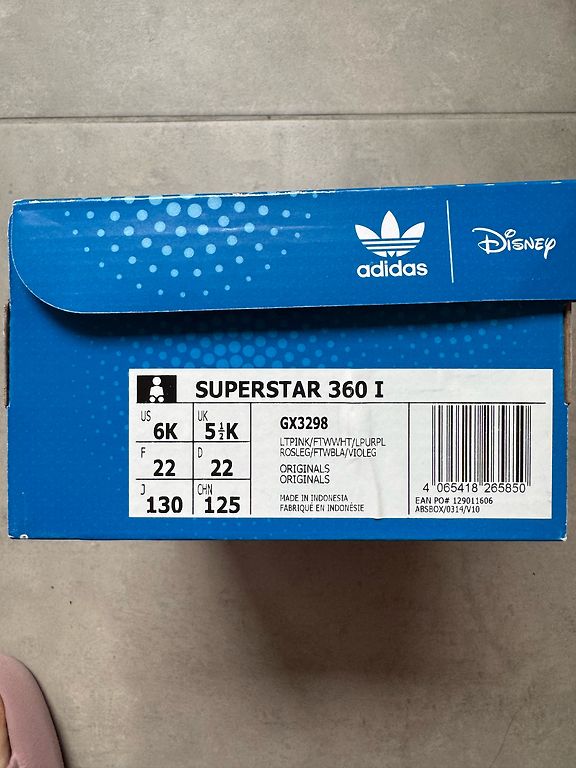 adidas
Disney
SUPERSTAR 360 I
US
6K
UK
5½K
F
22
D
22
J
130
CHN
125
GX3298
LTPINK/FTWWHT/LPURPL
ROSLEG/FTWBLA/VIOLEG
ORIGINALS
ORIGINALS
MADE IN INDONESIA
FABRIQUÉ EN INDONÉSIE
4 065418 265850
EAN PO# 129011606
ABSBOX/0314/V10